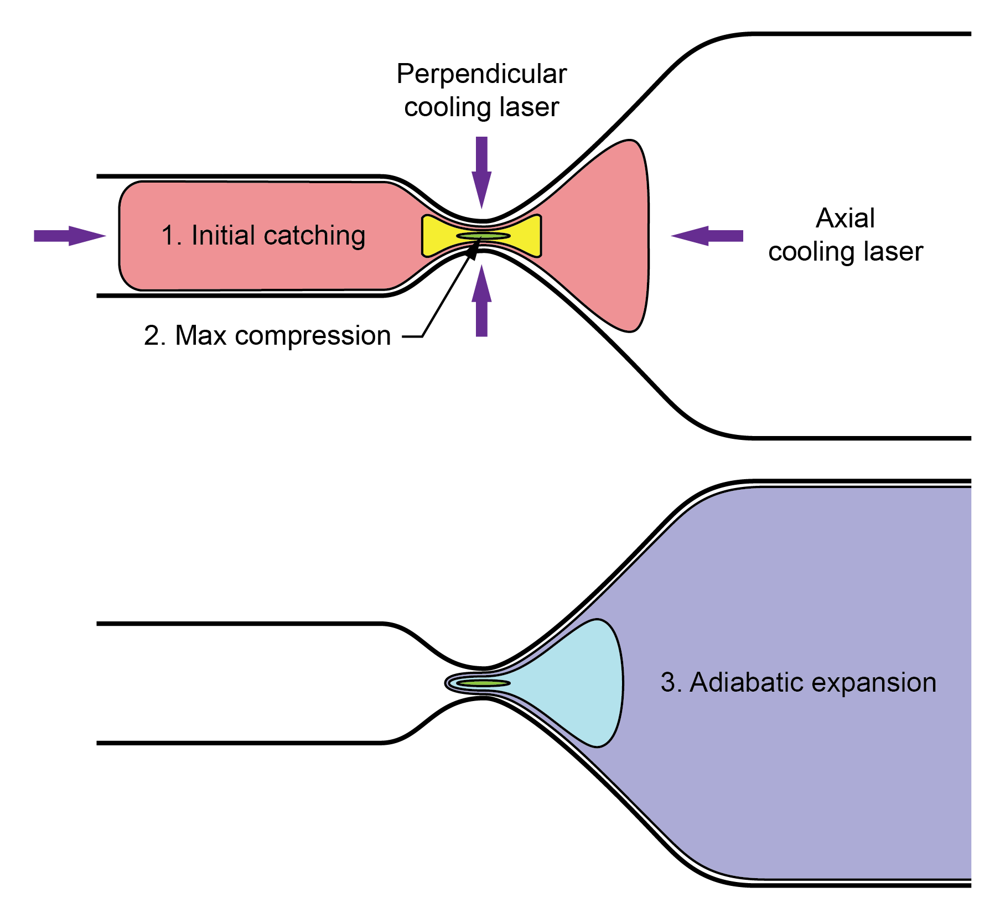 Perpendicular
cooling laser
1. Initial catching
Axial
cooling laser
2. Max compression
3. Adiabatic expansion